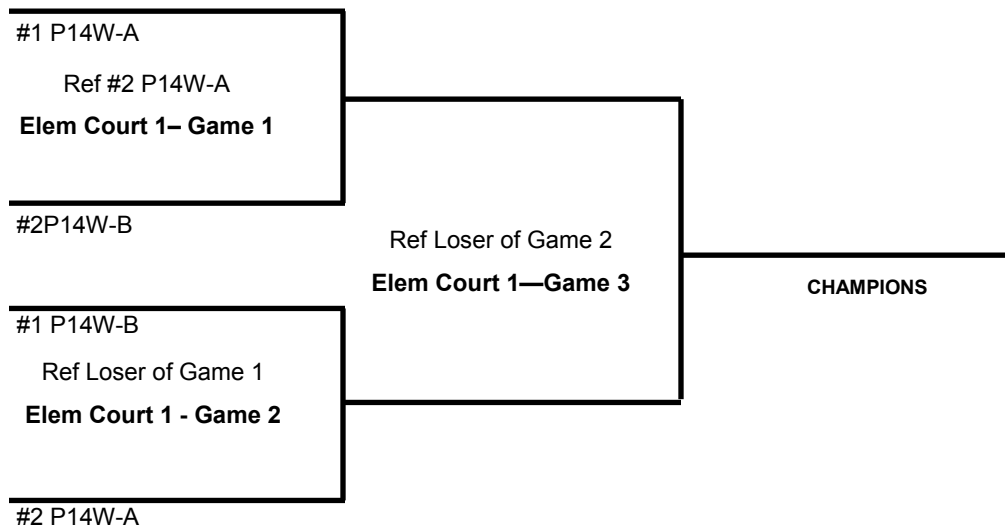 #1 P14W-A
Ref #2 P14W-A
Elem Court 1– Game 1
#2P14W-B
Ref Loser of Game 2
Elem Court 1—Game 3
CHAMPIONS
#1 P14W-B
Ref Loser of Game 1
Elem Court 1 - Game 2
#2 P14W-A